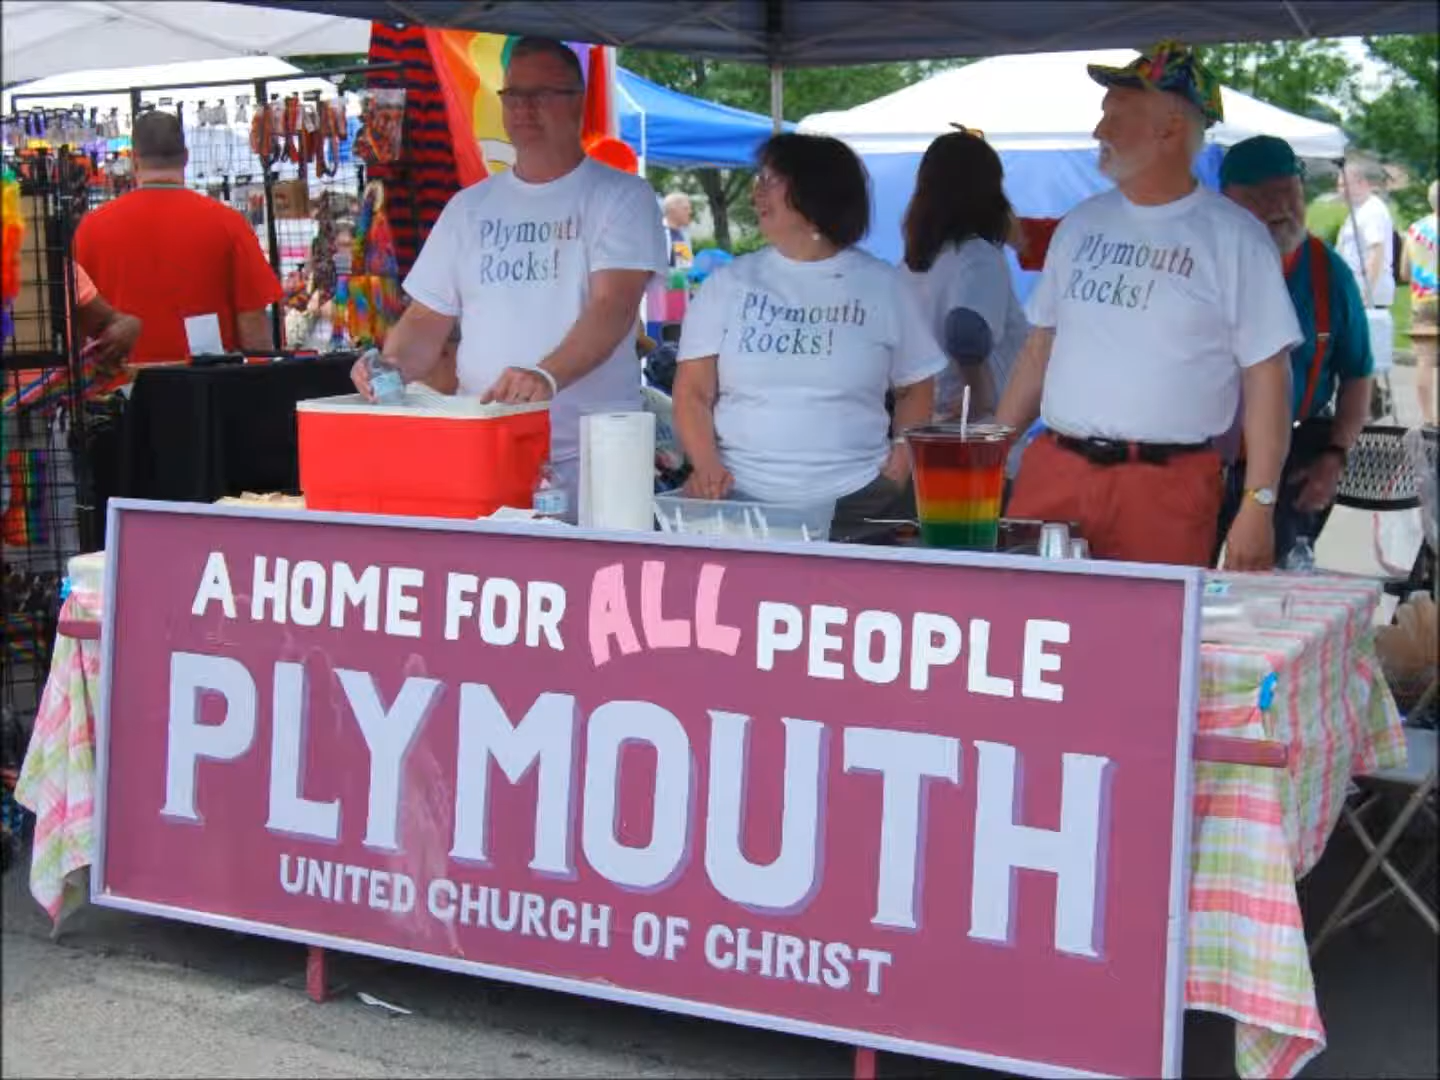 Plymouth
Rocks!
Plymouth
Rocks!
Plymouth
Rocks!
A HOME FOR ALL PEOPLE
PLYMOUTH
UNITED CHURCH OF CHRIST